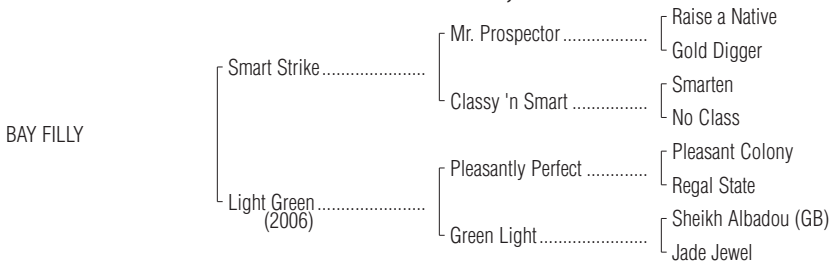 Raise a Native
Mr. Prospector...................
Gold Digger
Smart Strike.......................
Smarten
Classy 'n Smart ................
No Class
BAY FILLY
Pleasant Colony
Pleasantly Perfect .............
Regal State
Light Green........................
(2006)
Sheikh Albadou (GB)
Green Light........................
Jade Jewel